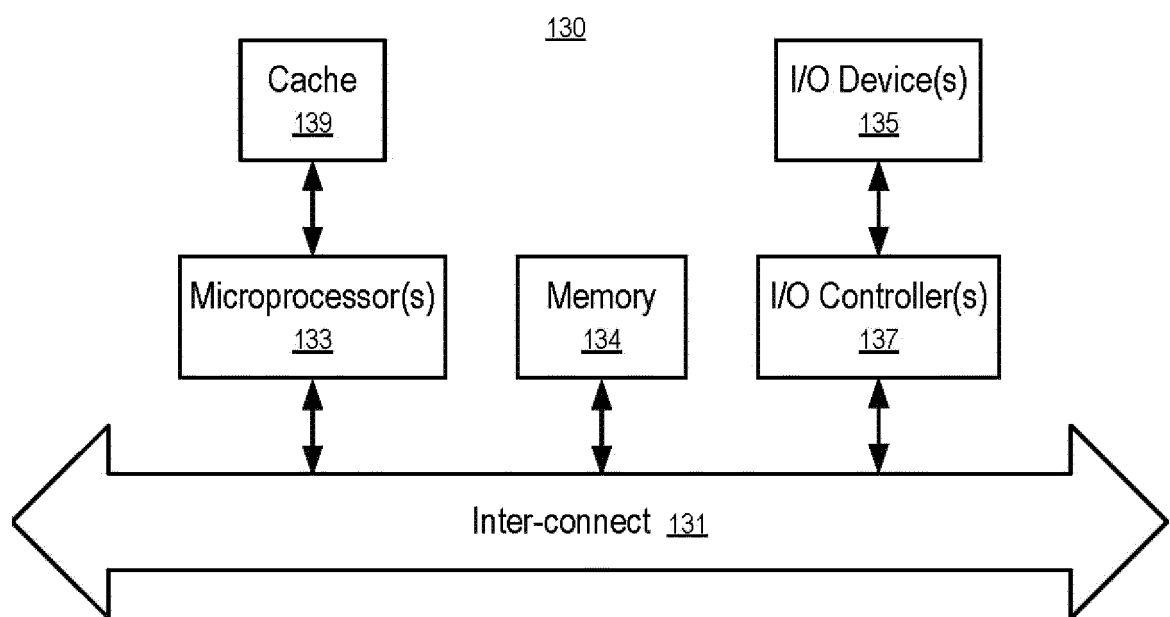 130
Cache
139
I/O Device(s)
135
Microprocessor(s)
133
Memory
134
I/O Controller(s)
137
Inter-connect 131